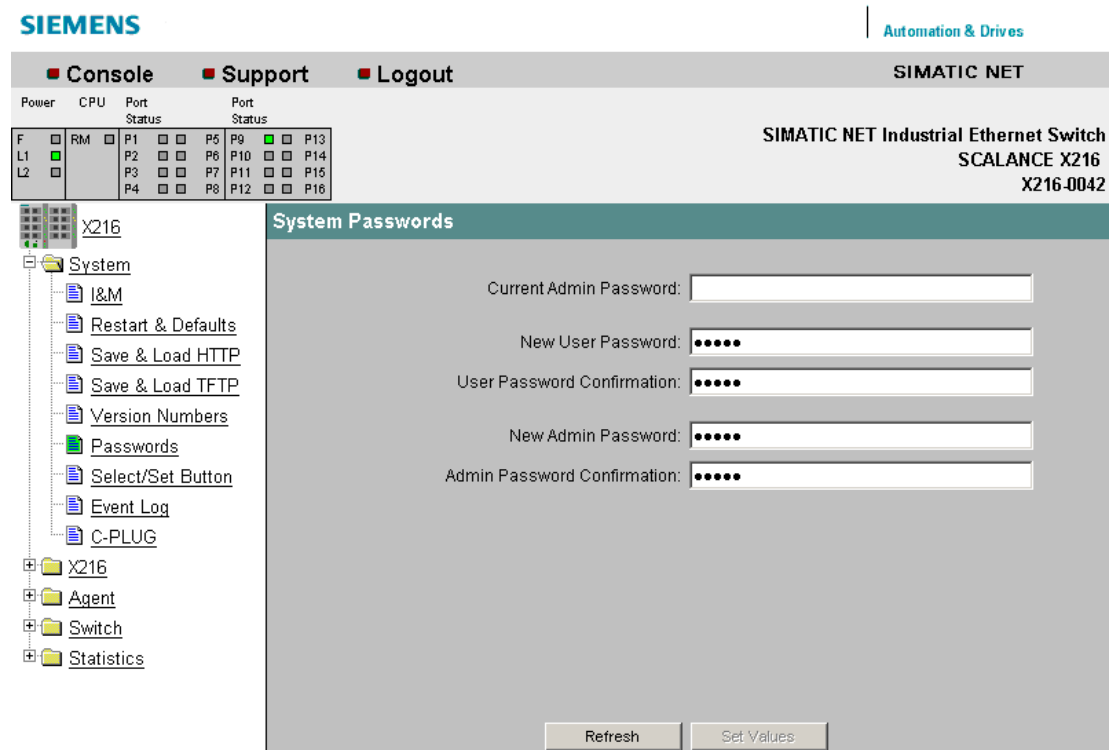 SIEMENS
Automation & Drives
Console Support Logout SIMATIC NET
Power CPU Port Status Port Status
F RM P1 P5 P9 P13
L1 P2 P6 P10 P14
L2 P3 P7 P11 P15
P4 P8 P12 P16
SIMATIC NET Industrial Ethernet Switch
SCALANCE X216
X216-0042
X216
System
I&M
Restart & Defaults
Save & Load HTTP
Save & Load TFTP
Version Numbers
Passwords
Select/Set Button
Event Log
C-PLUG
X216
Agent
Switch
Statistics
System Passwords
Current Admin Password:
New User Password: •••••
User Password Confirmation: •••••
New Admin Password: •••••
Admin Password Confirmation: •••••
Refresh Set Values